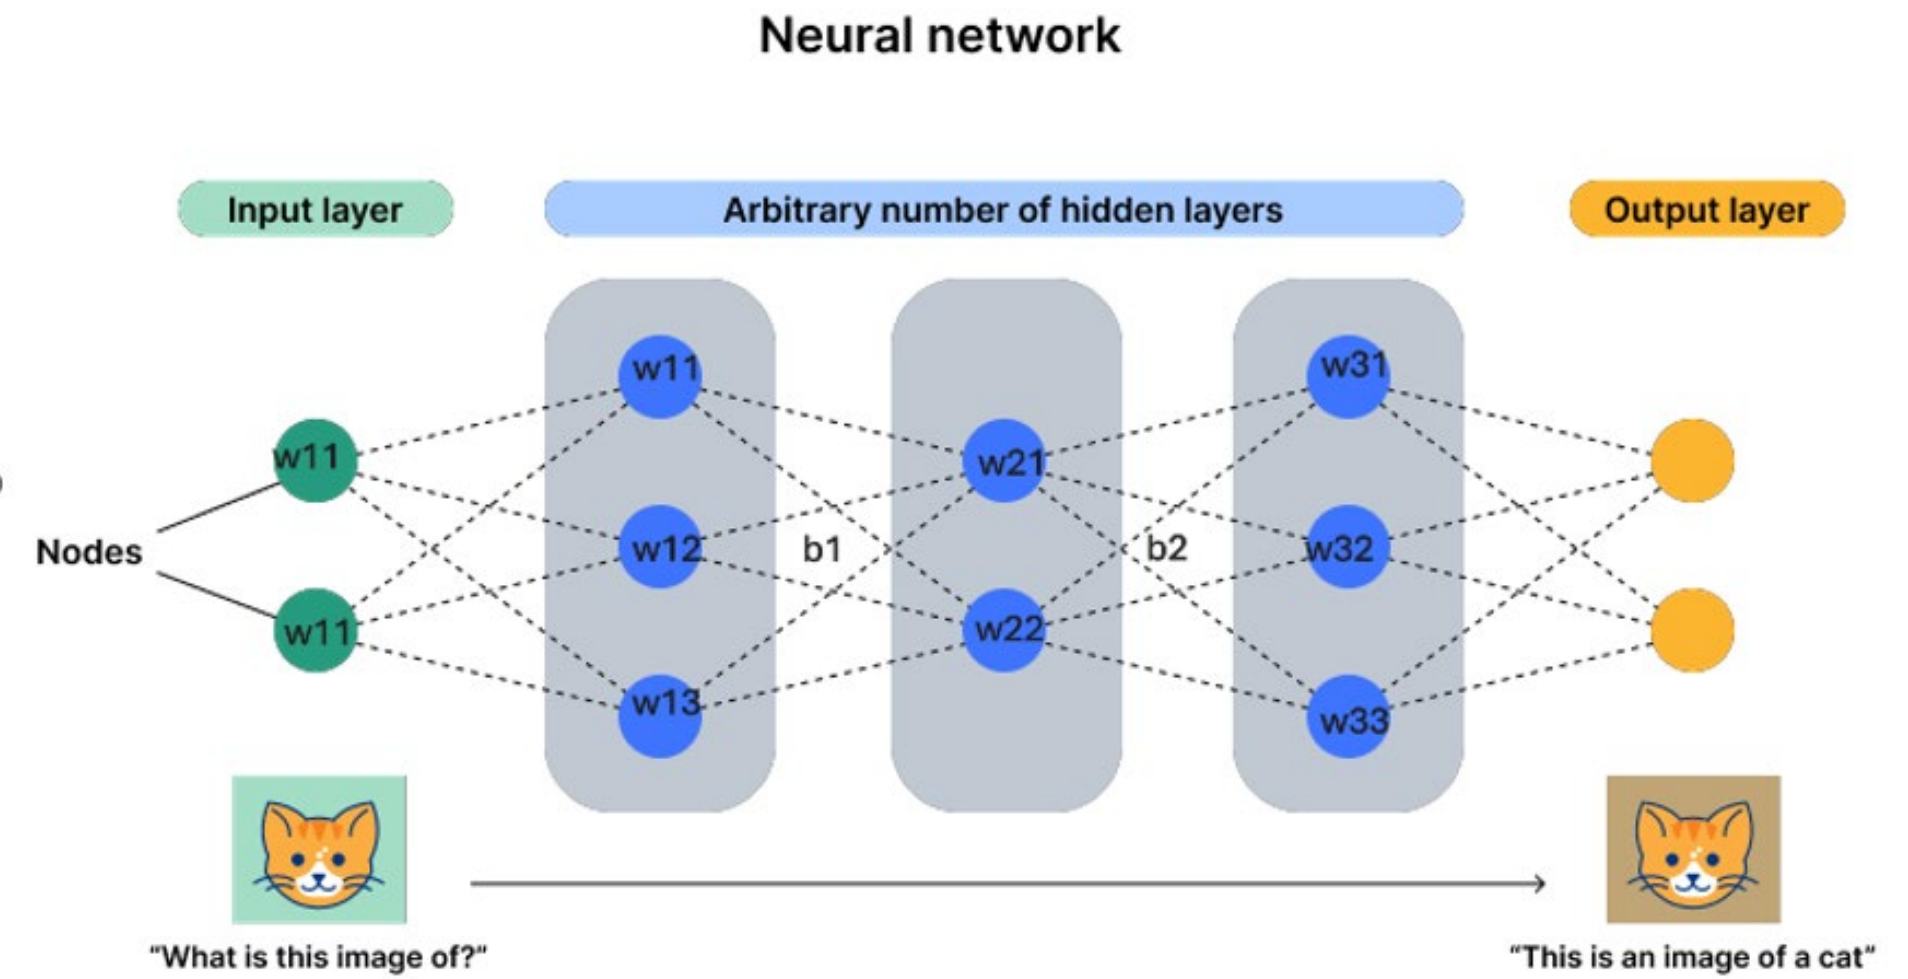 Neural network
Input layer
Arbitrary number of hidden layers
Output layer
w11
w31
w11
w21
w12
b1
b2
w32
Nodes
w11
w22
w13
w33
"What is this image of?"
"This is an image of a cat"